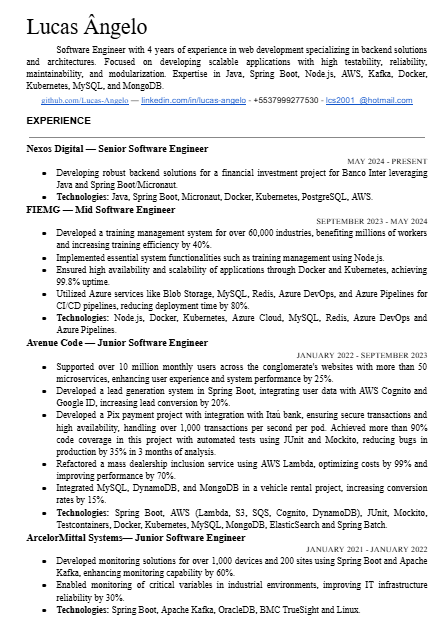 Lucas Ângelo
Software Engineer with 4 years of experience in web development specializing in backend solutions
and architectures. Focused on developing scalable applications with high testability, reliability,
maintainability, and modularization. Expertise in Java, Spring Boot, Node.js, AWS, Kafka, Docker,
Kubernetes, MySQL, and MongoDB.
github.com/Lucas-Angelo — linkedin.com/in/lucas-angelo - +5537999277530 - lcs2001_@hotmail.com
EXPERIENCE
Nexos Digital — Senior Software Engineer
MAY 2024 - PRESENT
• Developing robust backend solutions for a financial investment project for Banco Inter leveraging
Java and Spring Boot/Micronaut.
• Technologies: Java, Spring Boot, Micronaut, Docker, Kubernetes, PostgreSQL, AWS.
FIEMG — Mid Software Engineer
SEPTEMBER 2023 - MAY 2024
• Developed a training management system for over 60,000 industries, benefiting millions of workers
and increasing training efficiency by 40%.
• Implemented essential system functionalities such as training management using Node.js.
• Ensured high availability and scalability of applications through Docker and Kubernetes, achieving
99.8% uptime.
• Utilized Azure services like Blob Storage, MySQL, Redis, Azure DevOps, and Azure Pipelines for
CI/CD pipelines, reducing deployment time by 80%.
• Technologies: Node.js, Docker, Kubernetes, Azure Cloud, MySQL, Redis, Azure DevOps and
Azure Pipelines.
Avenue Code — Junior Software Engineer
JANUARY 2022 - SEPTEMBER 2023
• Supported over 10 million monthly users across the conglomerate's websites with more than 50
microservices, enhancing user experience and system performance by 25%.
• Developed a lead generation system in Spring Boot, integrating user data with AWS Cognito and
Google ID, increasing lead conversion by 20%.
• Developed a Pix payment project with integration with Itaú bank, ensuring secure transactions and
high availability, handling over 1,000 transactions per second per pod. Achieved more than 90%
code coverage in this project with automated tests using JUnit and Mockito, reducing bugs in
production by 35% in 3 months of analysis.
• Refactored a mass dealership inclusion service using AWS Lambda, optimizing costs by 99% and
improving performance by 70%.
• Integrated MySQL, DynamoDB, and MongoDB in a vehicle rental project, increasing conversion
rates by 15%.
• Technologies: Spring Boot, AWS (Lambda, S3, SQS, Cognito, DynamoDB), JUnit, Mockito,
Testcontainers, Docker, Kubernetes, MySQL, MongoDB, ElasticSearch and Spring Batch.
ArcelorMittal Systems— Junior Software Engineer
JANUARY 2021 - JANUARY 2022
• Developed monitoring solutions for over 1,000 devices and 200 sites using Spring Boot and Apache
Kafka, enhancing monitoring capability by 60%.
• Enabled monitoring of critical variables in industrial environments, improving IT infrastructure
reliability by 30%.
• Technologies: Spring Boot, Apache Kafka, OracleDB, BMC TrueSight and Linux.